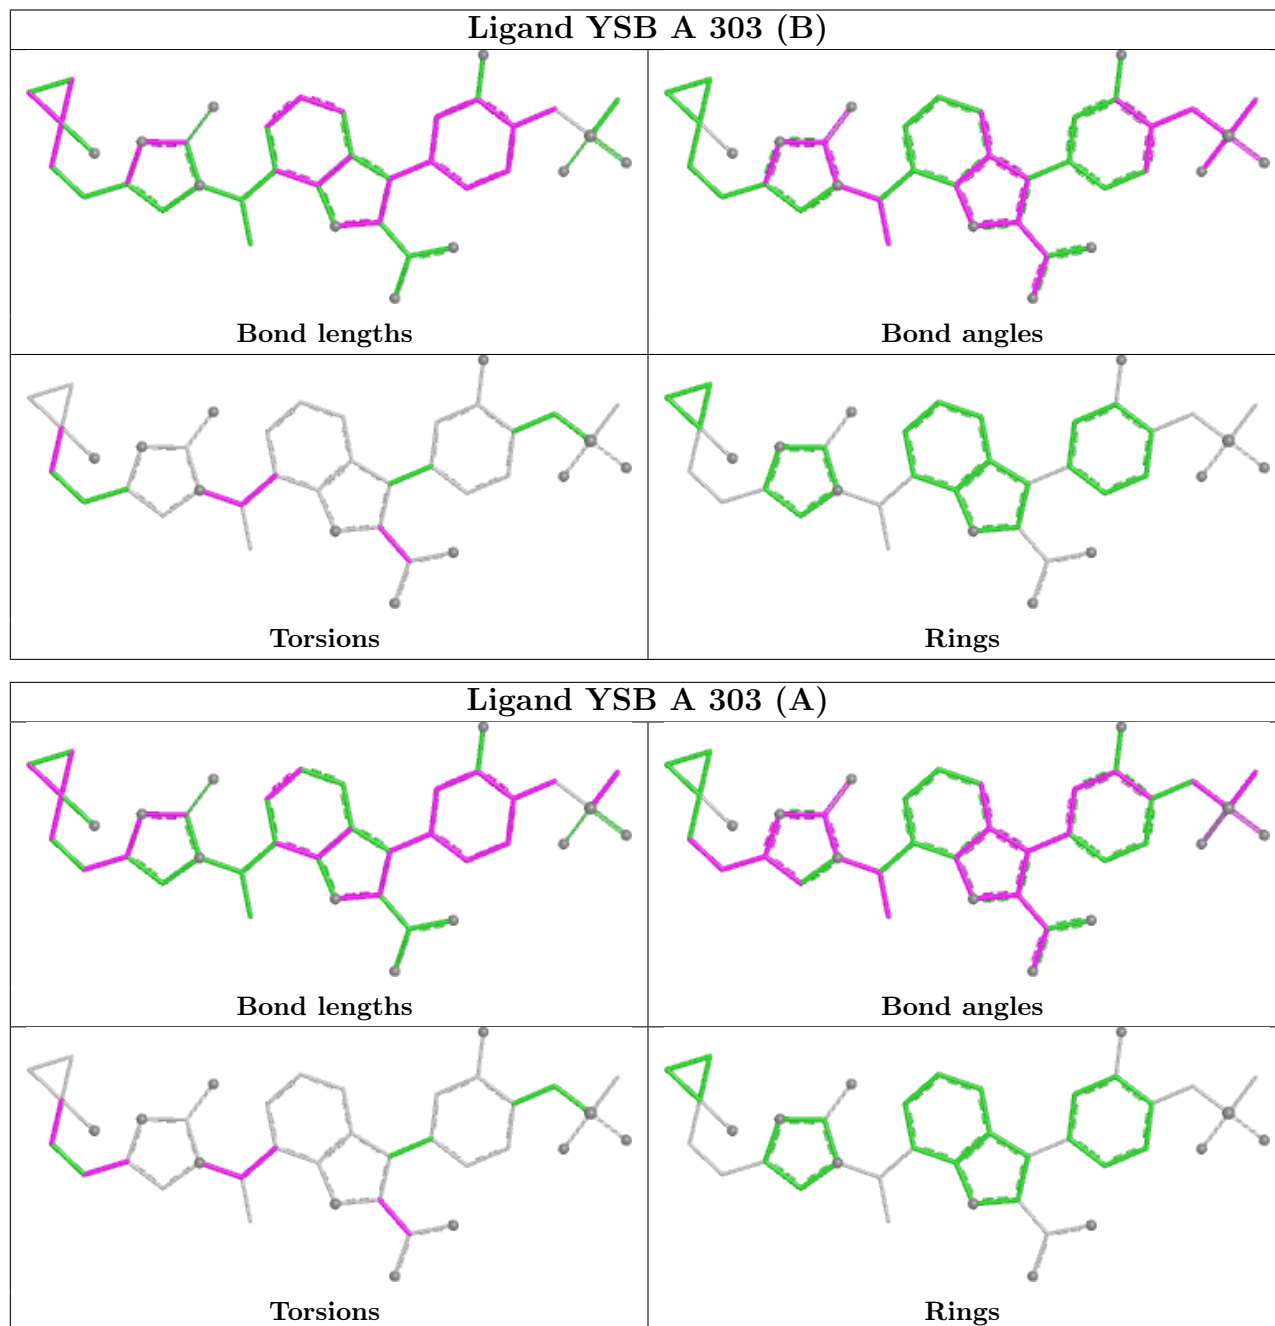 Ligand YSB A 303 (B)
Bond lengths
Bond angles
Torsions
Rings
Ligand YSB A 303 (A)
Bond lengths
Bond angles
Torsions
Rings